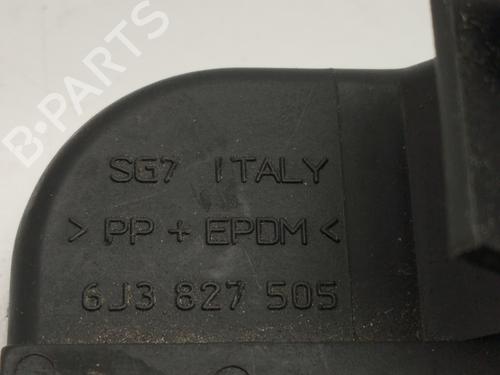 B-PARTS
SG7 ITALY
> PP + EPDM <
6J3 827 505